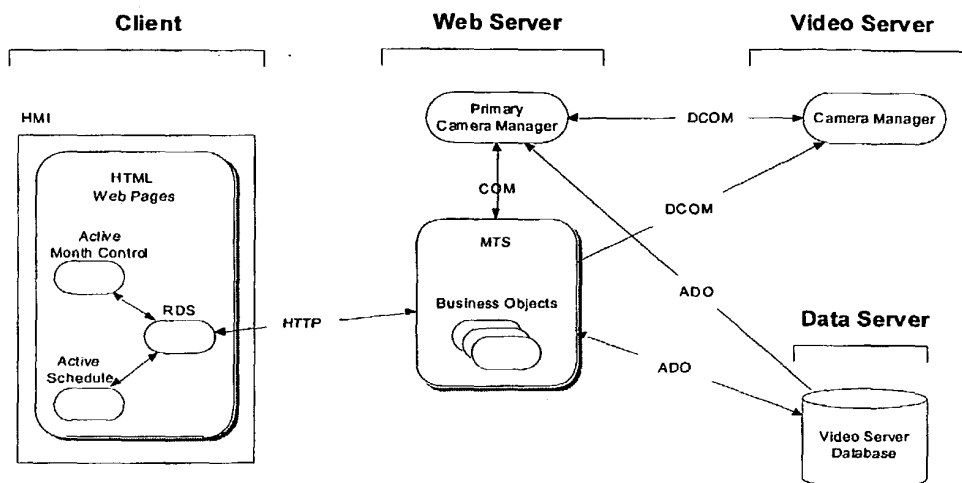 Client
Web Server
Video Server
HMI
HTML
Web Pages
Active
Month Control
RDS
Active
Schedule
HTTP
Primary
Camera Manager
COM
MTS
Business Objects
DCOM
DCOM
Camera Manager
ADO
ADO
Data Server
Video Server
Database